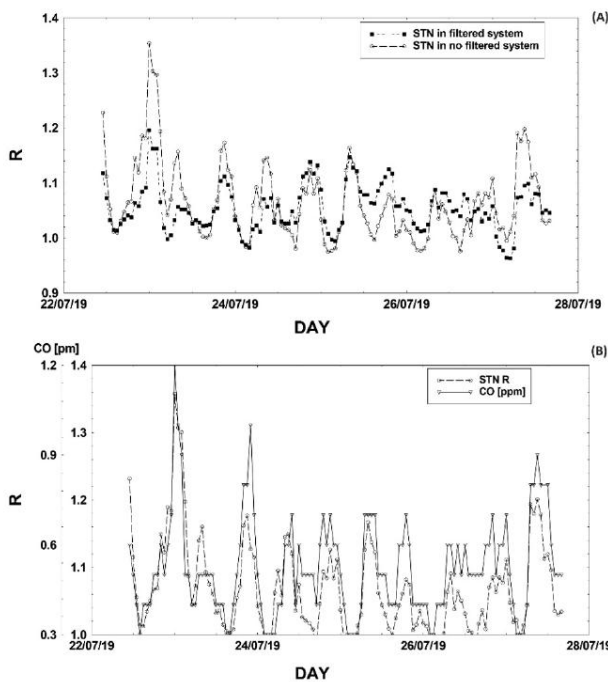 (A)
STN in filtered system
STN in no filtered system
1.4
1.3
1.2
1.1
1.0
0.9
R
22/07/19 24/07/19 26/07/19 28/07/19
DAY
(B)
CO [pm]
1.2 1.4
STN R
CO [ppm]
1.3
0.9
1.2
R
0.6
1.1
0.3 1.0
22/07/19 24/07/19 26/07/19 28/07/19
DAY